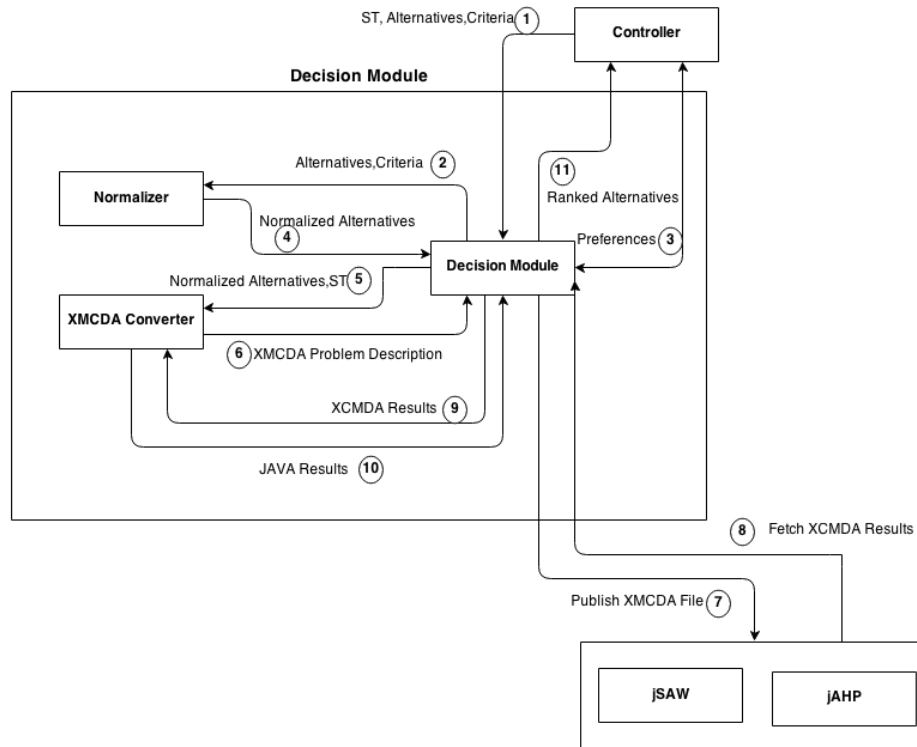 ST, Alternatives,Criteria 1
Controller
Decision Module
Alternatives,Criteria 2
11
Normalizer
Ranked Alternatives
Normalized Alternatives
4
Preferences 3
Decision Module
Normalized Alternatives,ST 5
XMCDA Converter
6 XMCDA Problem Description
XCMDA Results 9
JAVA Results 10
8 Fetch XCMDA Results
Publish XMCDA File 7
jSAW
jAHP